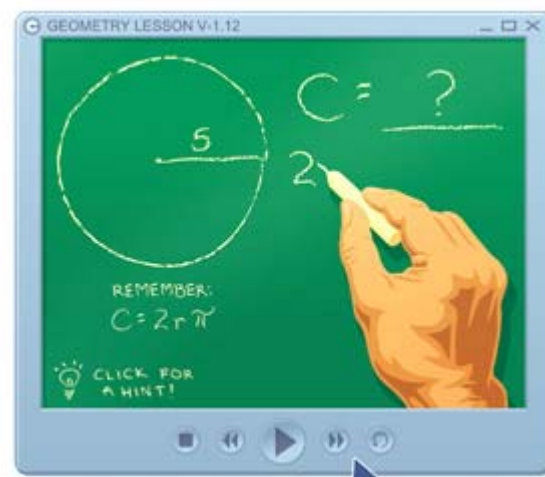 GEOMETRY LESSON V-1.12
C = ?
5
2
REMEMBER:
C=2rπ
CLICK FOR
A HINT!